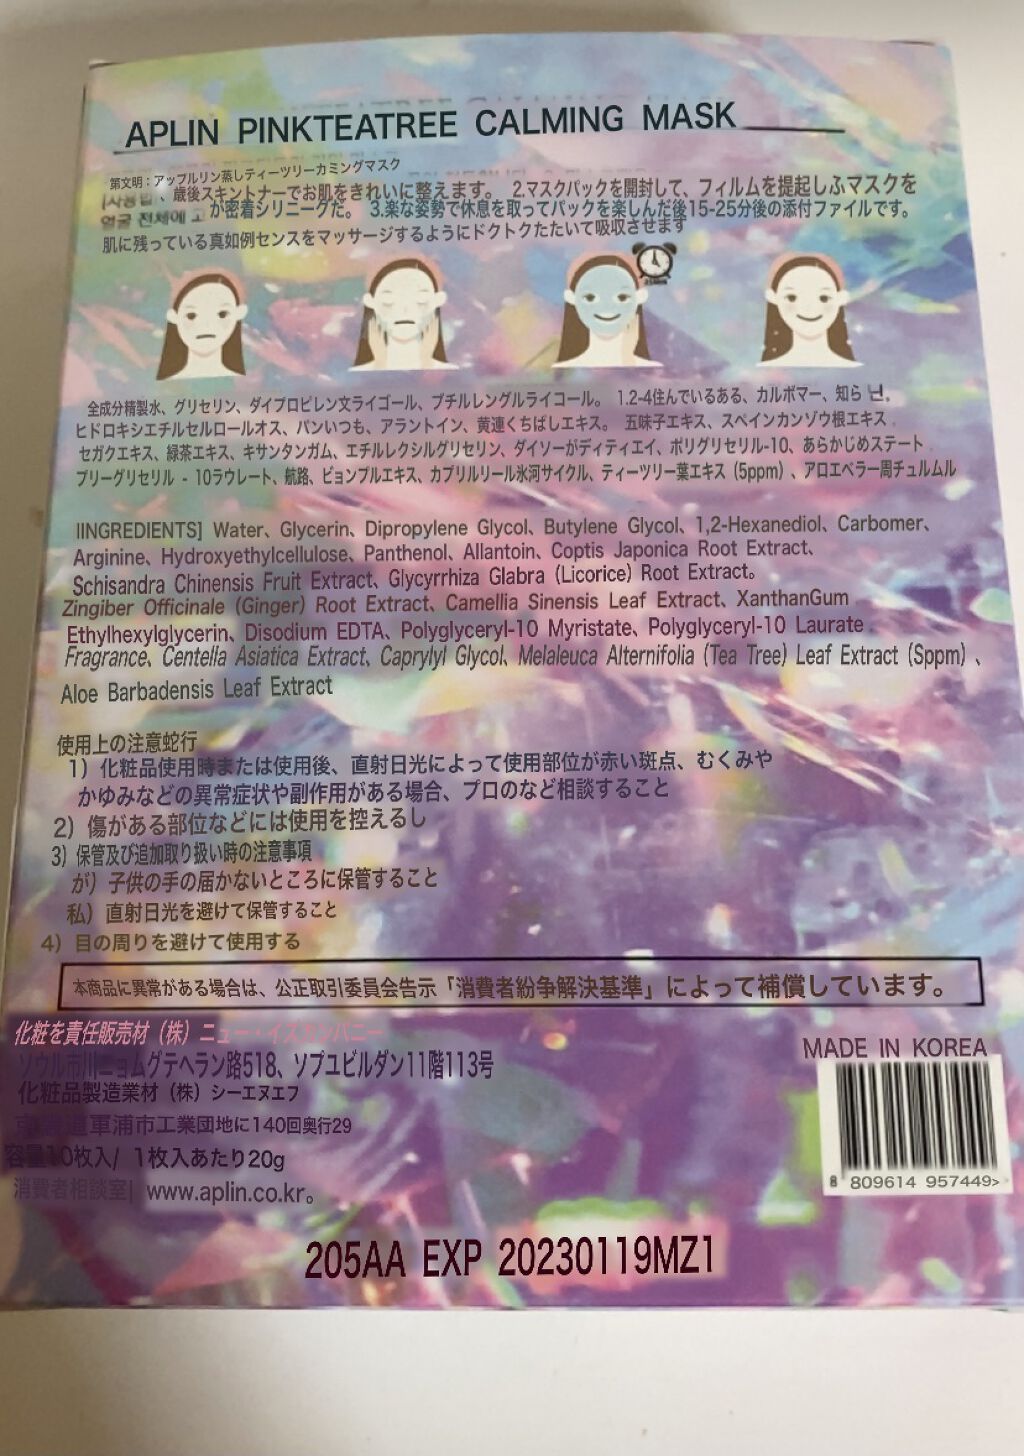 APLIN PINKTEATREE CALMING MASK
第文明：アップルリン蒸しティーツリーカミングマスク
、歳後スキントナーでお肌をきれいに整えます。 2.マスクパックを開封して、フィルムを提起しふマスクを
얼굴 전체에 고 が密着シリニーグだ。 3.楽な姿勢で休息を取ってパックを楽しんだ後15-25分後の添付ファイルです。
肌に残っている真如例センスをマッサージするようにドクトクたたいて吸収させます
全成分精製水、グリセリン、ダイプロピレン文ライゴール、ブチルレングルライコール。 1.2-4住んでいるある、カルボマー、知ら
ヒドロキシエチルセルロールオス、パンいつも、アラントイン、黄連くちばしエキス。 五味子エキス、スペインカンゾウ根エキス
セガクエキス、緑茶エキス、キサンタンガム、エチルレクシルグリセリン、ダイソーがディティエイ、ポリグリセリル-10、あらかじめステート
プリーグリセリル - 10ラウレート、航路、ビョンプルエキス、カプリルリール氷河サイクル、ティーツリー葉エキス（5ppm）、アロエベラー周チュルムル
IINGREDIENTS] Water、Glycerin、Dipropylene Glycol、Butylene Glycol、1,2-Hexanediol、Carbomer、
Arginine、Hydroxyethylcellulose、Panthenol、Allantoin、Coptis Japonica Root Extract、
Schisandra Chinensis Fruit Extract、Glycyrrhiza Glabra (Licorice) Root Extract。
Zingiber Officinale (Ginger) Root Extract、Camellia Sinensis Leaf Extract、XanthanGum
Ethylhexylglycerin、Disodium EDTA、Polyglyceryl-10 Myristate、Polyglyceryl-10 Laurate
Fragrance、Centella Asiatica Extract、Caprylyl Glycol、Melaleuca Alternifolia (Tea Tree) Leaf Extract (Sppm) 、
Aloe Barbadensis Leaf Extract
使用上の注意蛇行
1）化粧品使用時または使用後、直射日光によって使用部位が赤い斑点、むくみや
かゆみなどの異常症状や副作用がある場合、プロのなど相談すること
2）傷がある部位などには使用を控えるし
3）保管及び追加取り扱い時の注意事項
が）子供の手の届かないところに保管すること
私）直射日光を避けて保管すること
4）目の周りを避けて使用する
本商品に異常がある場合は、公正取引委員会告示「消費者紛争解決基準」によって補償しています。
化粧を責任販売材（株）ニュー・イズカンパニー
MADE IN KOREA
ソウル市川ニョムグテヘラン路518、ソプユビルダン11階113号
化粧品製造業材（株）シーエヌエフ
道軍浦市工業団地に140回奥行29
容量10枚入/ 1枚入あたり20g
8 809614 957449>
消費者相談室| www.aplin.co.kr。
205AA EXP 20230119MZ1